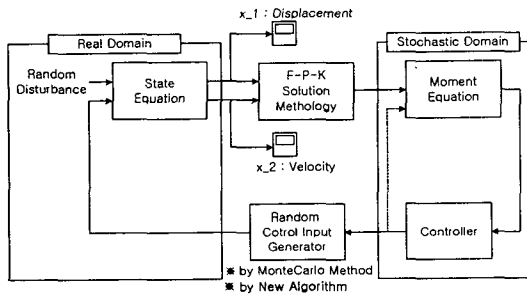 x_1 : Displacement
Real Domain
Stochastic Domain
Random
Disturbance
State
Equation
F-P-K
Solution
Methology
Moment
Equation
x_2 : Velocity
Random
Cotrol Input
Generator
Controller
※ by MonteCarlo Method
※ by New Algorithm